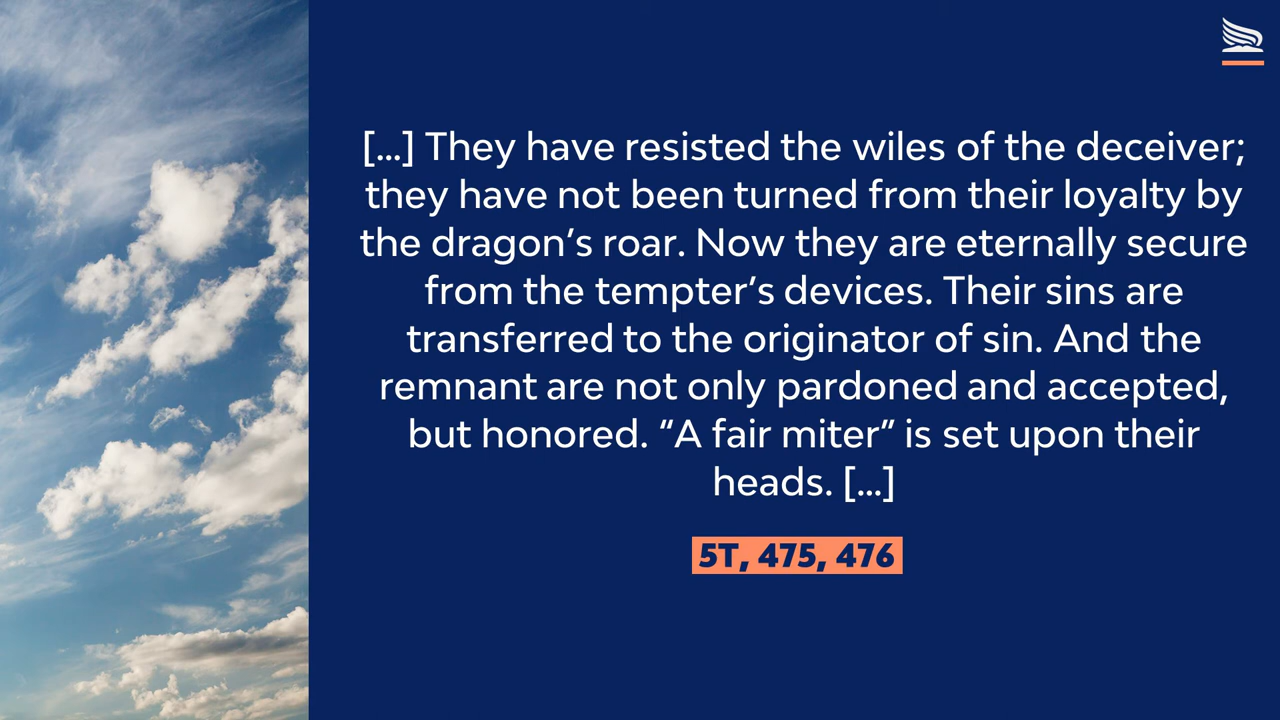 [...] They have resisted the wiles of the deceiver;
they have not been turned from their loyalty by
the dragon’s roar. Now they are eternally secure
from the tempter’s devices. Their sins are
transferred to the originator of sin. And the
remnant are not only pardoned and accepted,
but honored. “A fair miter” is set upon their
heads. [...]
5T, 475, 476